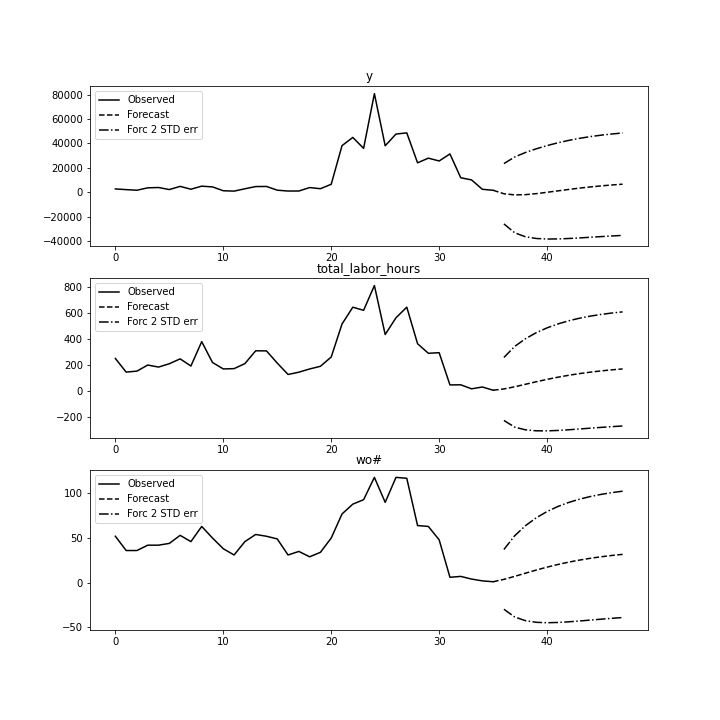 y
Observed
Forecast
Forc 2 STD err
80000
60000
40000
20000
0
−20000
−40000
0 10 20 30 40
total_labor_hours
Observed
Forecast
Forc 2 STD err
800
600
400
200
0
−200
0 10 20 30 40
wo#
Observed
Forecast
Forc 2 STD err
100
50
0
−50
0 10 20 30 40